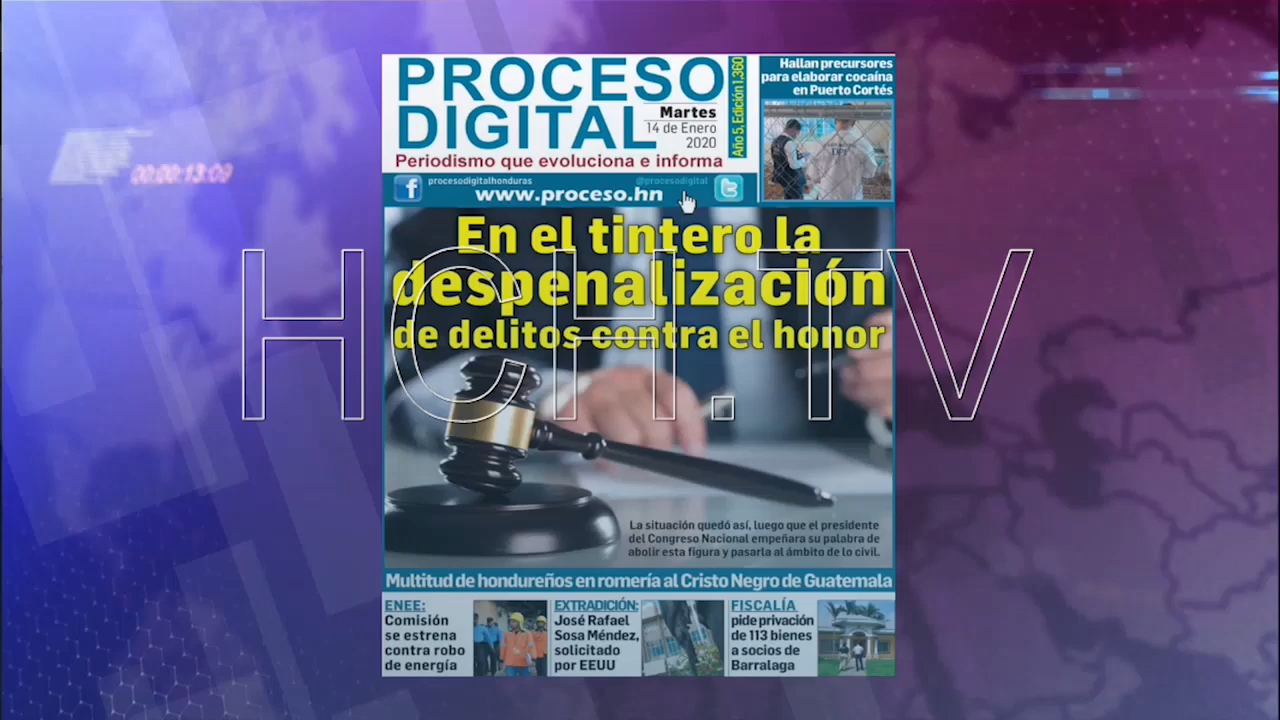 PROCESO
DIGITAL
Martes
14 de Enero
2020
Año 5, Edición 1,360
Periodismo que evoluciona e informa
procesodigitalhonduras
@procesodigital
www.proceso.hn
Hallan precursores
para elaborar cocaína
en Puerto Cortés
00:00:13:09
En el tintero la
despenalización
de delitos contra el honor
HCH.TV
La situación quedó así, luego que el presidente
del Congreso Nacional empeñara su palabra de
abolir esta figura y pasarla al ámbito de lo civil.
Multitud de hondureños en romería al Cristo Negro de Guatemala
ENEE:
Comisión
se estrena
contra robo
de energía
EXTRADICIÓN:
José Rafael
Sosa Méndez,
solicitado
por EEUU
FISCALÍA
pide privación
de 113 bienes
a socios de
Barralaga